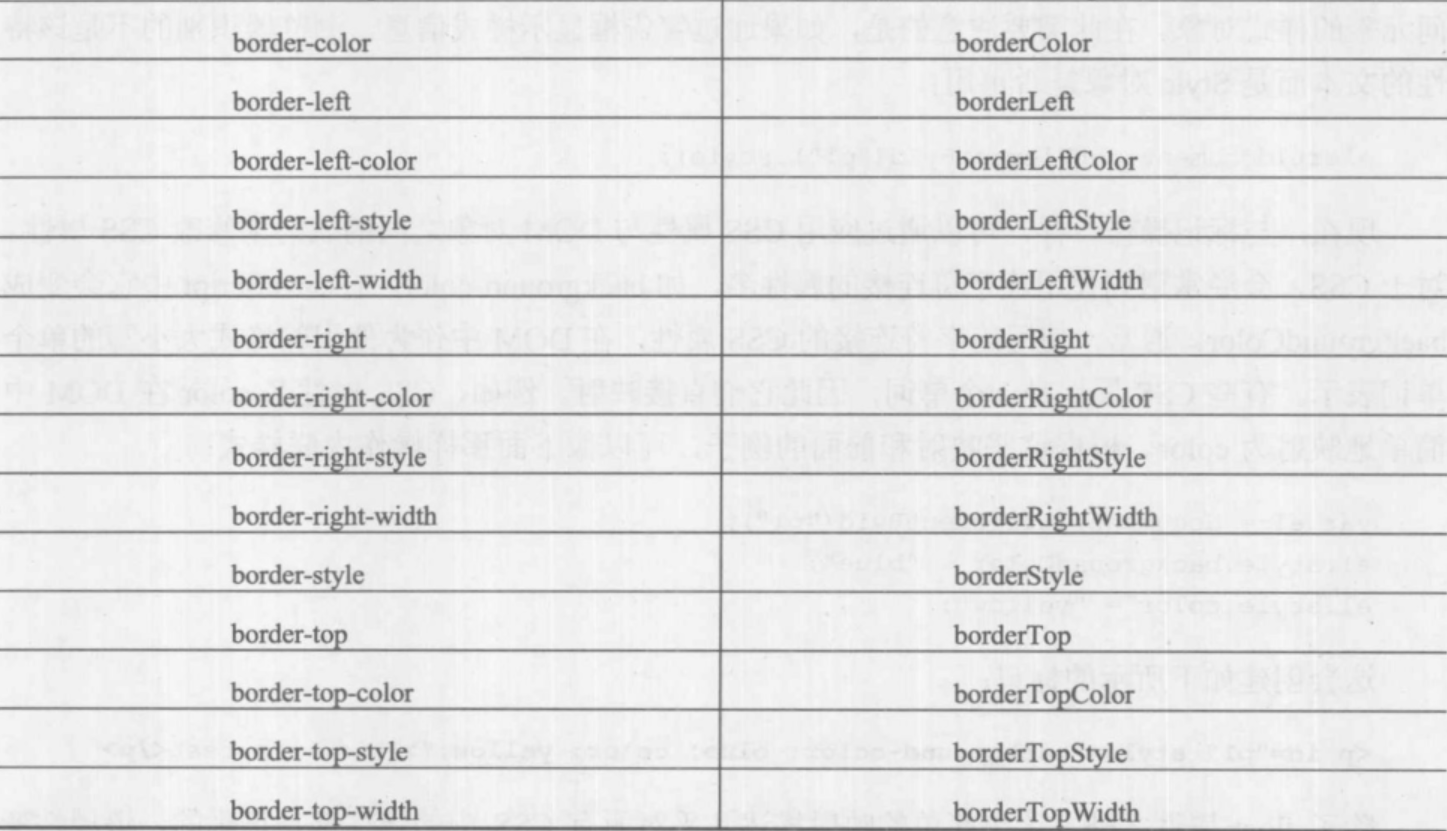 border-color borderColor
border-left borderLeft
border-left-color borderLeftColor
border-left-style borderLeftStyle
border-left-width borderLeftWidth
border-right borderRight
border-right-color borderRightColor
border-right-style borderRightStyle
border-right-width borderRightWidth
border-style borderStyle
border-top borderTop
border-top-color borderTopColor
border-top-style borderTopStyle
border-top-width borderTopWidth